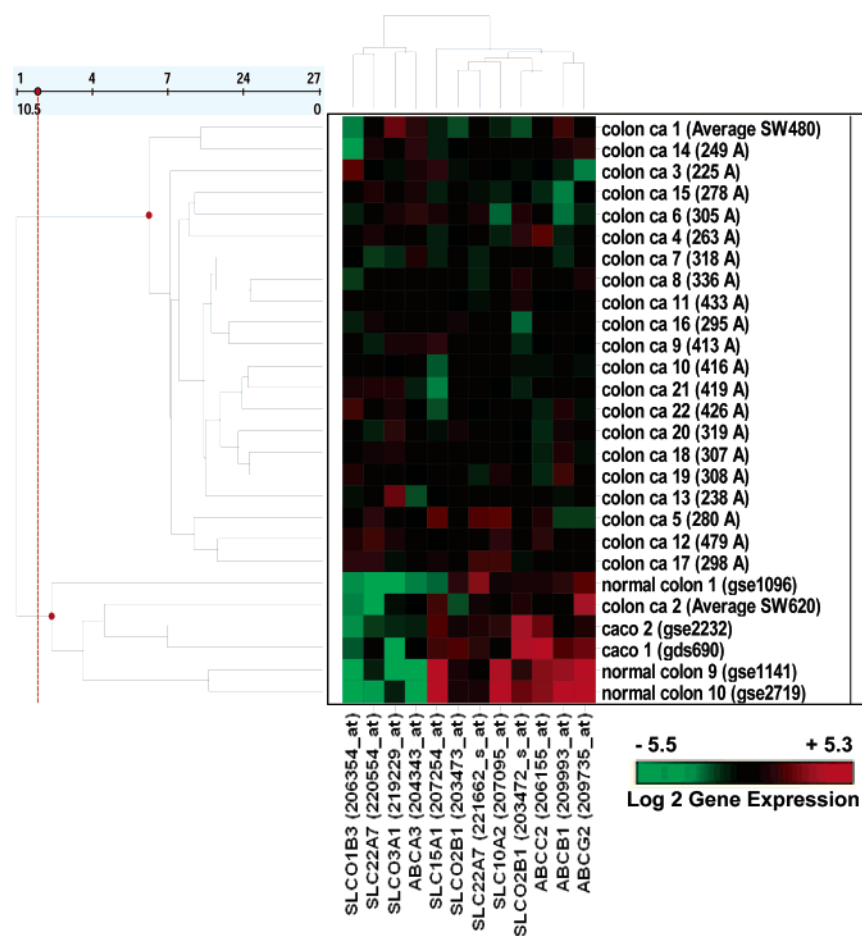 1 4 7 24 27
10.5 0
colon ca 1 (Average SW480)
colon ca 14 (249 A)
colon ca 3 (225 A)
colon ca 15 (278 A)
colon ca 6 (305 A)
colon ca 4 (263 A)
colon ca 7 (318 A)
colon ca 8 (336 A)
colon ca 11 (433 A)
colon ca 16 (295 A)
colon ca 9 (413 A)
colon ca 10 (416 A)
colon ca 21 (419 A)
colon ca 22 (426 A)
colon ca 20 (319 A)
colon ca 18 (307 A)
colon ca 19 (308 A)
colon ca 13 (238 A)
colon ca 5 (280 A)
colon ca 12 (479 A)
colon ca 17 (298 A)
normal colon 1 (gse1096)
colon ca 2 (Average SW620)
caco 2 (gse2232)
caco 1 (gds690)
normal colon 9 (gse1141)
normal colon 10 (gse2719)
SLCO1B3 (206354_at)
SLC22A7 (220554_at)
SLCO3A1 (219229_at)
ABCA3 (204343_at)
SLC15A1 (207254_at)
SLCO2B1 (203473_at)
SLC22A7 (221662_s_at)
SLC10A2 (207095_at)
SLCO2B1 (203472_s_at)
ABCC2 (206155_at)
ABCB1 (209993_at)
ABCG2 (209735_at)
- 5.5 + 5.3
Log 2 Gene Expression